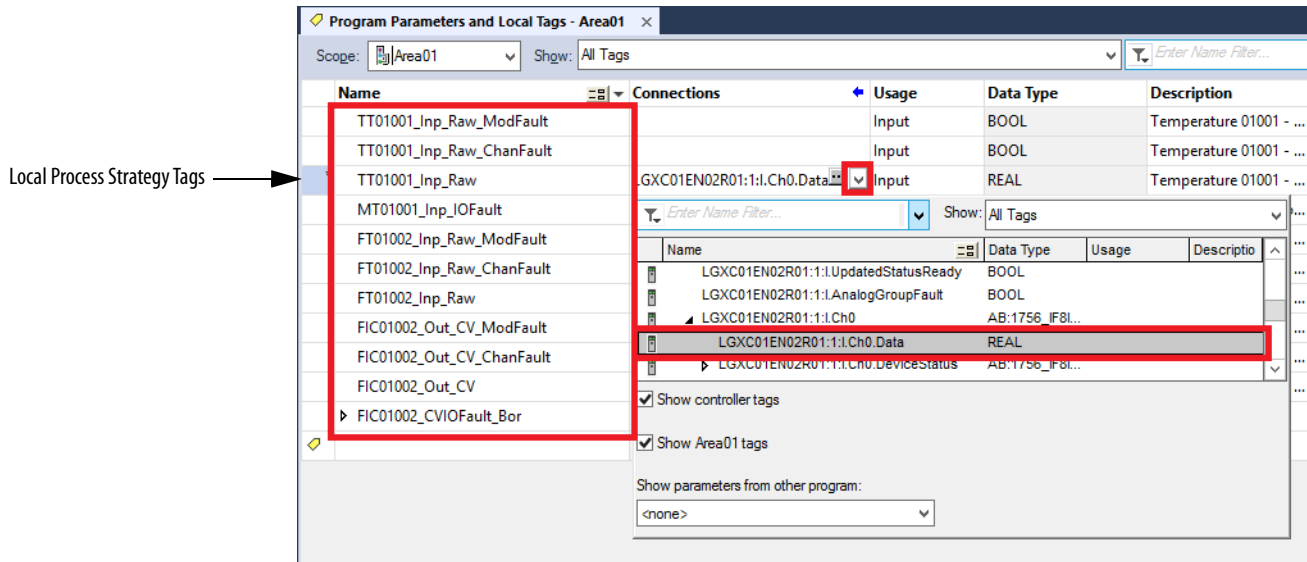 Program Parameters and Local Tags - Area01 ×
Scope: Area01 Show: All Tags Enter Name Filter...
Name Connections Usage Data Type Description
TT01001_Inp_Raw_ModFault Input BOOL Temperature 01001 - ...
TT01001_Inp_Raw_ChanFault Input BOOL Temperature 01001 - ...
Local Process Strategy Tags TT01001_Inp_Raw LGXC01EN02R01:1:I.Ch0.Data Input REAL Temperature 01001 - ...
MT01001_Inp_IOFault Enter Name Filter... Show: All Tags
FT01002_Inp_Raw_ModFault Name Data Type Usage Descriptio ...
FT01002_Inp_Raw_ChanFault LGXC01EN02R01:1:I.UpdatedStatusReady BOOL ...
FT01002_Inp_Raw LGXC01EN02R01:1:I.AnalogGroupFault BOOL ...
FIC01002_Out_CV_ModFault LGXC01EN02R01:1:I.Ch0 AB:1756_IF8I... ...
LGXC01EN02R01:1:I.Ch0.Data REAL
FIC01002_Out_CV_ChanFault LGXC01EN02R01:1:I.Ch0.DeviceStatus AB:1756_IF8I... ...
FIC01002_Out_CV Show controller tags ...
FIC01002_CVIOFault_Bor ...
Show Area01 tags
Show parameters from other program:
<none>